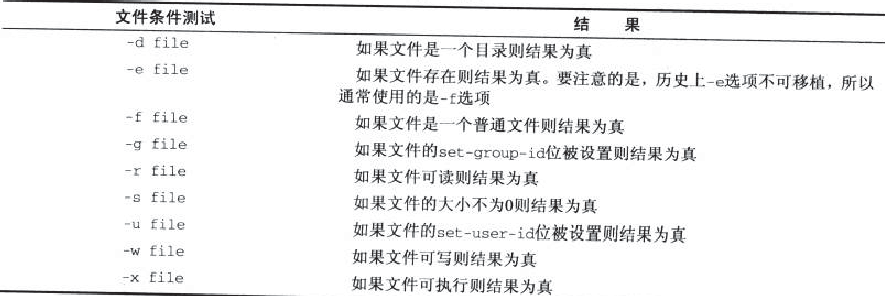 文件条件测试 结 果
-d file 如果文件是一个目录则结果为真
-e file 如果文件存在则结果为真。要注意的是，历史上-e选项不可移植，所以
通常使用的是-f选项
-f file 如果文件是一个普通文件则结果为真
-g file 如果文件的set-group-id位被设置则结果为真
-r file 如果文件可读则结果为真
-s file 如果文件的大小不为0则结果为真
-u file 如果文件的set-user-id位被设置则结果为真
-w file 如果文件可写则结果为真
-x file 如果文件可执行则结果为真